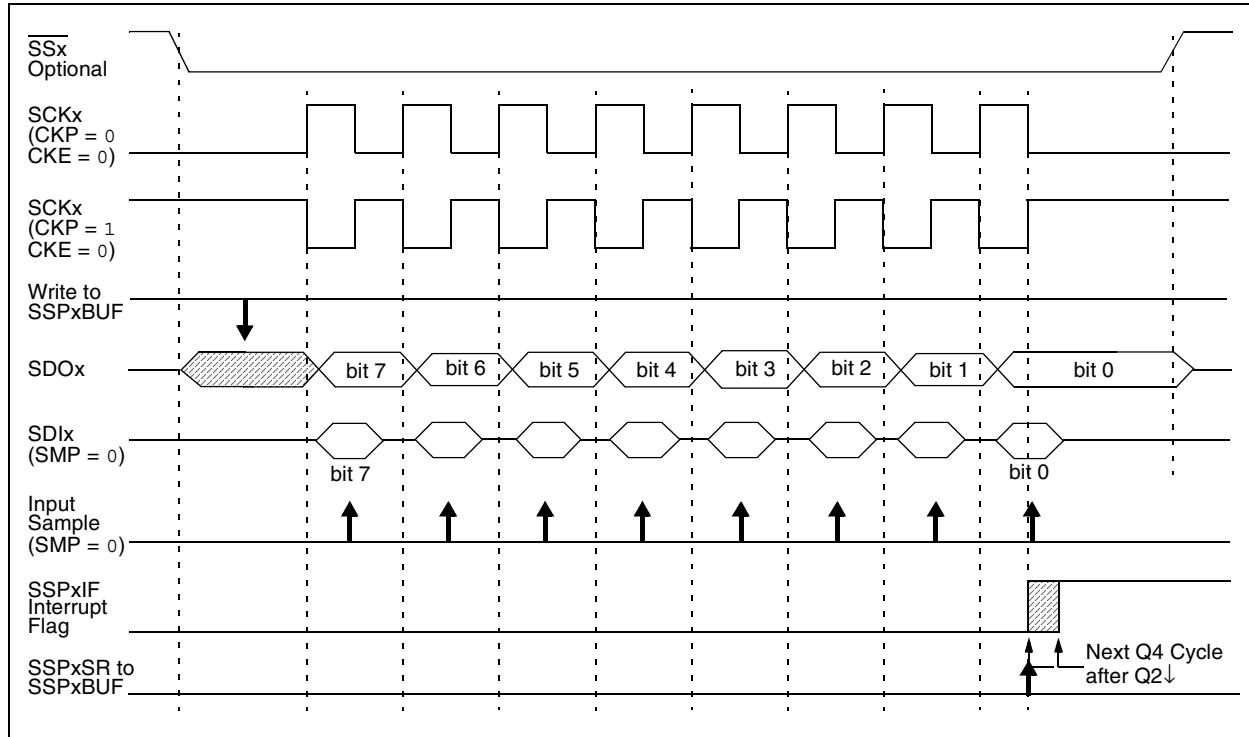 SSx
Optional
SCKx
(CKP = 0
CKE = 0)
SCKx
(CKP = 1
CKE = 0)
Write to
SSPxBUF
SDOx
bit 7
bit 6
bit 5
bit 4
bit 3
bit 2
bit 1
bit 0
SDIx
(SMP = 0)
bit 7
bit 0
Input
Sample
(SMP = 0)
SSPxIF
Interrupt
Flag
Next Q4 Cycle
after Q2↓
SSPxSR to
SSPxBUF